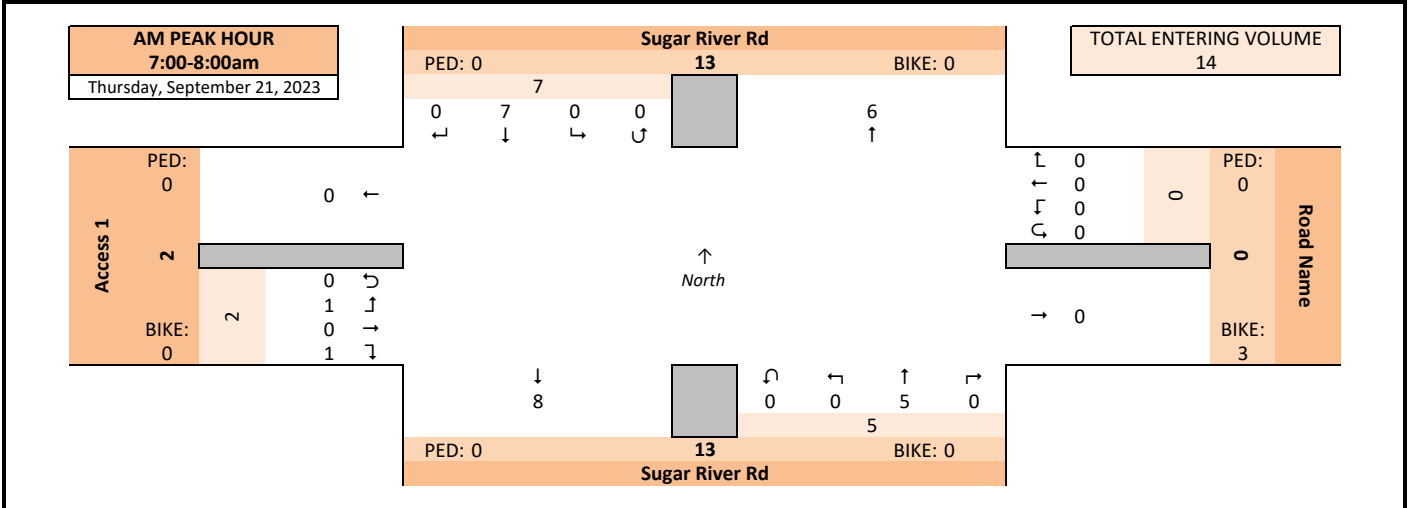 AM PEAK HOUR
7:00-8:00am
Thursday, September 21, 2023
Sugar River Rd
PED: 0 13 BIKE: 0
7
0 7 0 0
↵ ↓ ↳ ↺
6
↑
TOTAL ENTERING VOLUME
14
Access 1
PED:
0
2
BIKE:
0
2
0 ←
0 ⮌
1 ⮥
0 →
1 ⮧
↑
North
↑ 0
← 0
↓ 0
⮎ 0
→ 0
0
PED:
0
0
BIKE:
3
Road Name
↓
8
↶ ↰ ↑ ↱
0 0 5 0
5
PED: 0 13 BIKE: 0
Sugar River Rd